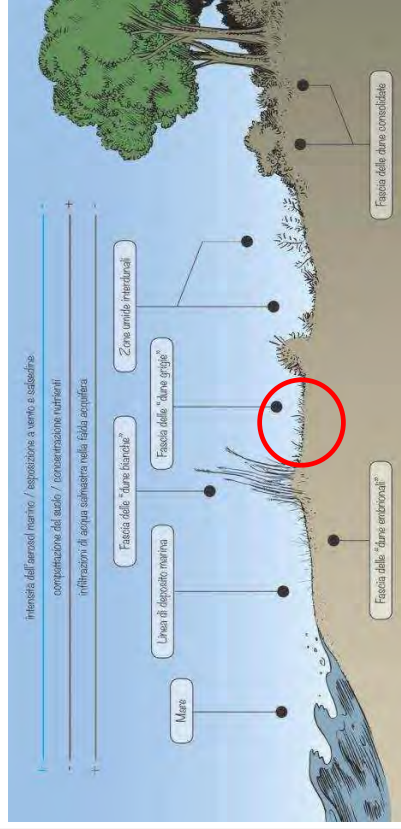 - intensità dell'aerosol marino / esposizione a vento e salsedine +
+ compattazione del suolo / concentrazione nutrienti -
- infiltrazioni di acqua salmastra nella falda acquifera +
Mare
Linea di deposito marina
Fascia delle "dune bianche"
Fascia delle "dune grigie"
Zone umide interdunali
Fascia delle "dune embrionali"
Fascia delle dune consolidate